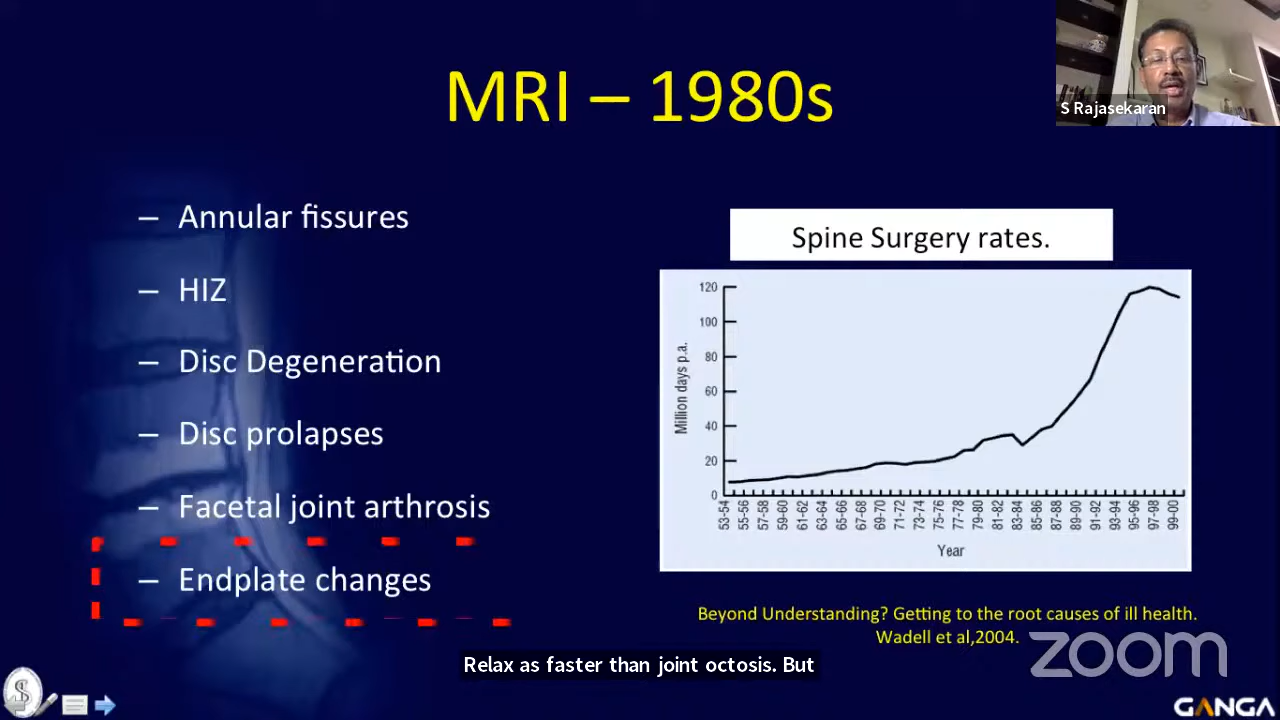 MRI – 1980s
S Rajasekaran
– Annular fissures
– HIZ
– Disc Degeneration
– Disc prolapses
– Facetal joint arthrosis
– Endplate changes
Spine Surgery rates.
Million days p.a.
120
100
80
60
40
20
0
53-54
55-56
57-58
59-60
61-62
63-64
65-66
67-68
69-70
71-72
73-74
75-76
77-78
79-80
81-82
83-84
85-86
87-88
89-90
91-92
93-94
95-96
97-98
99-00
Year
Beyond Understanding? Getting to the root causes of ill health.
Wadell et al,2004.
zoom
Relax as faster than joint octosis. But
GANGA